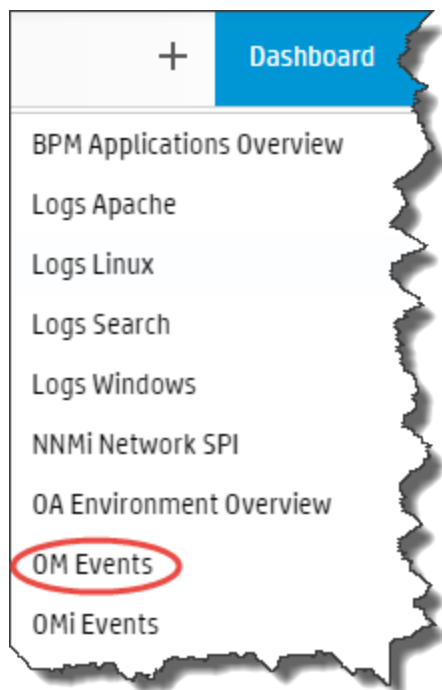 + Dashboard
BPM Applications Overview
Logs Apache
Logs Linux
Logs Search
Logs Windows
NNMi Network SPI
OA Environment Overview
OM Events
OMi Events